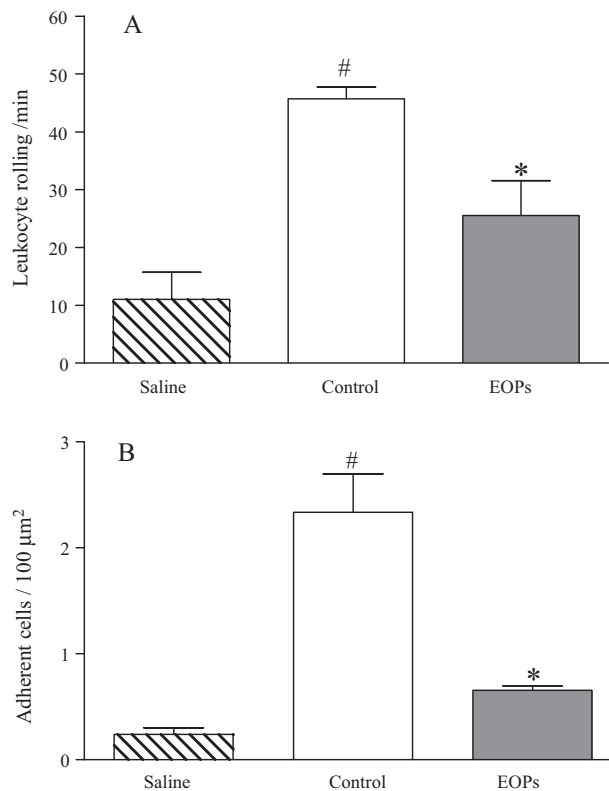 A
Leukocyte rolling /min
60
50
40
30
20
10
0
#
*
Saline Control EOPs
B
Adherent cells / 100 μm²
3
2
1
0
#
*
Saline Control EOPs